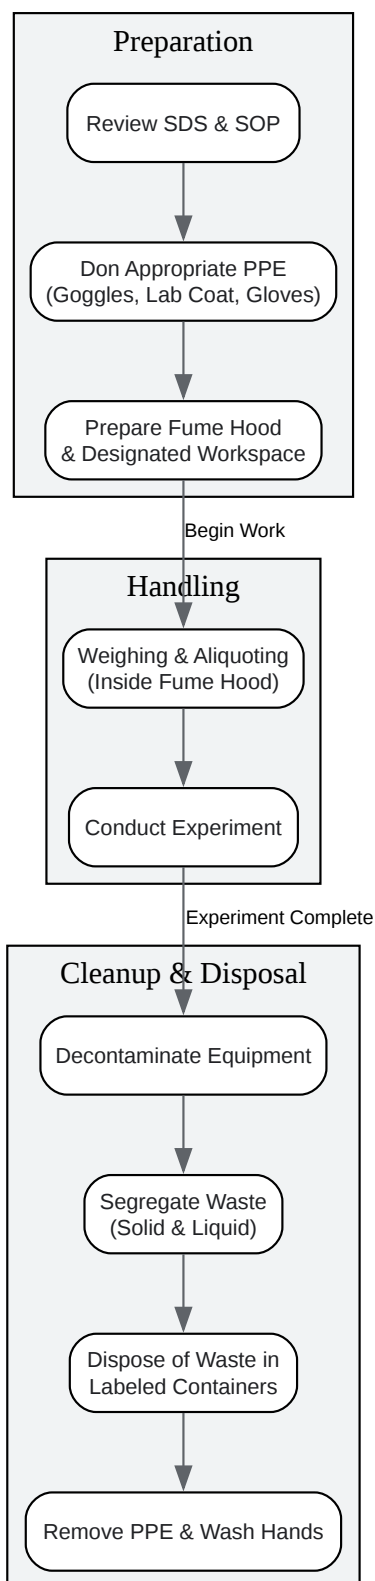 Preparation
Review SDS & SOP
Don Appropriate PPE
(Goggles, Lab Coat, Gloves)
Prepare Fume Hood
& Designated Workspace
Begin Work
Handling
Weighing & Aliquoting
(Inside Fume Hood)
Conduct Experiment
Experiment Complete
Cleanup & Disposal
Decontaminate Equipment
Segregate Waste
(Solid & Liquid)
Dispose of Waste in
Labeled Containers
Remove PPE & Wash Hands